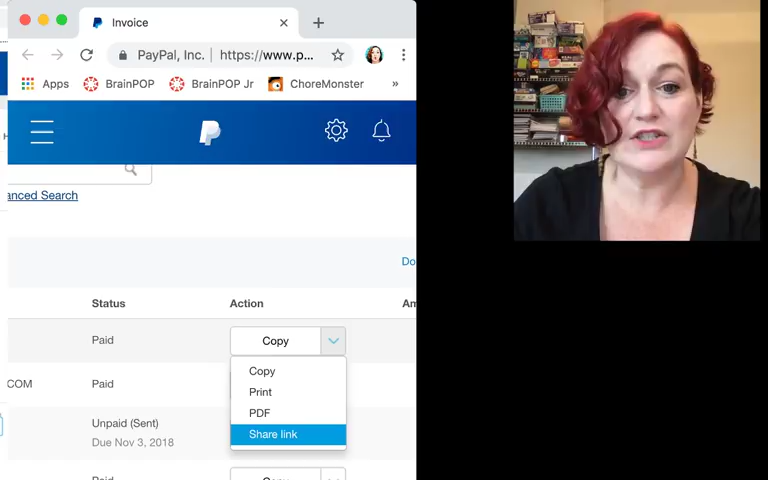 Invoice
PayPal, Inc. | https://www.p...
Apps BrainPOP BrainPOP Jr ChoreMonster »
anced Search
Do
Status Action Am
Paid Copy
Copy
COM Paid
Print
PDF
Unpaid (Sent)
Share link
Due Nov 3, 2018
Paid Copy